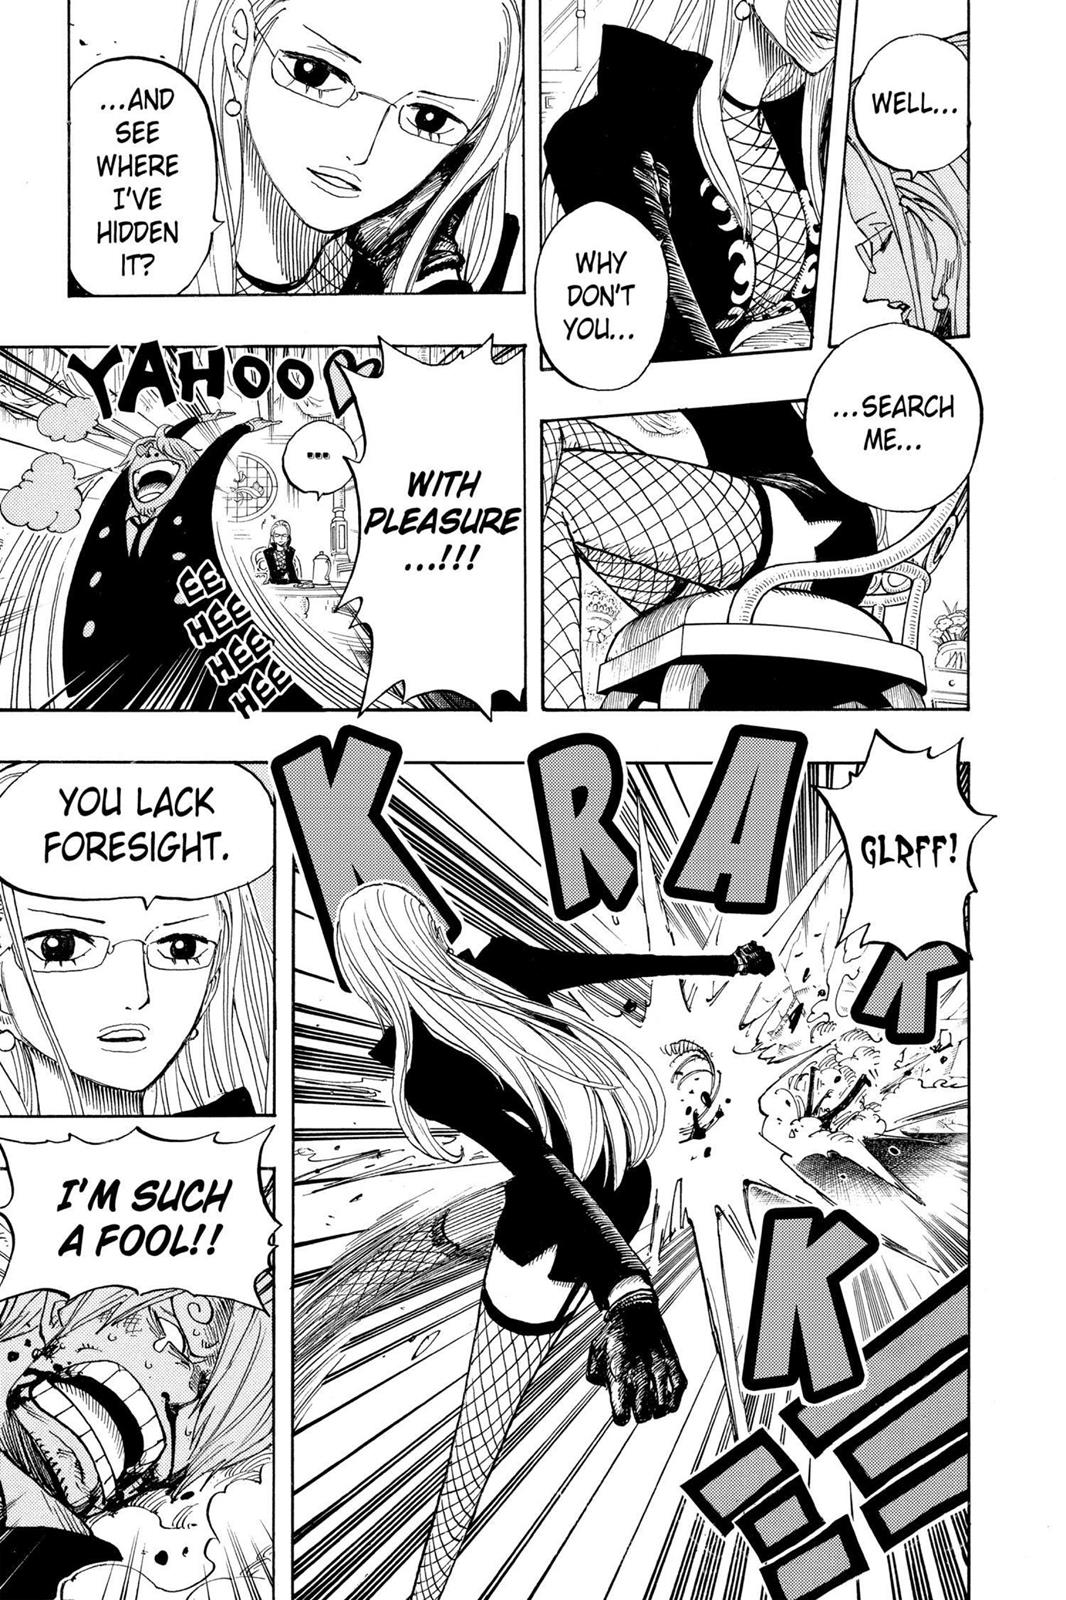 WELL...
WHY
DON'T
YOU...
...AND
SEE
WHERE
I'VE
HIDDEN
IT?
...SEARCH
ME...
WITH
PLEASURE
...!!!
...
YAHOO
EE
HEE
HEE
HEE
GLRFF!
KRAKK
YOU LACK
FORESIGHT.
I'M SUCH
A FOOL!!